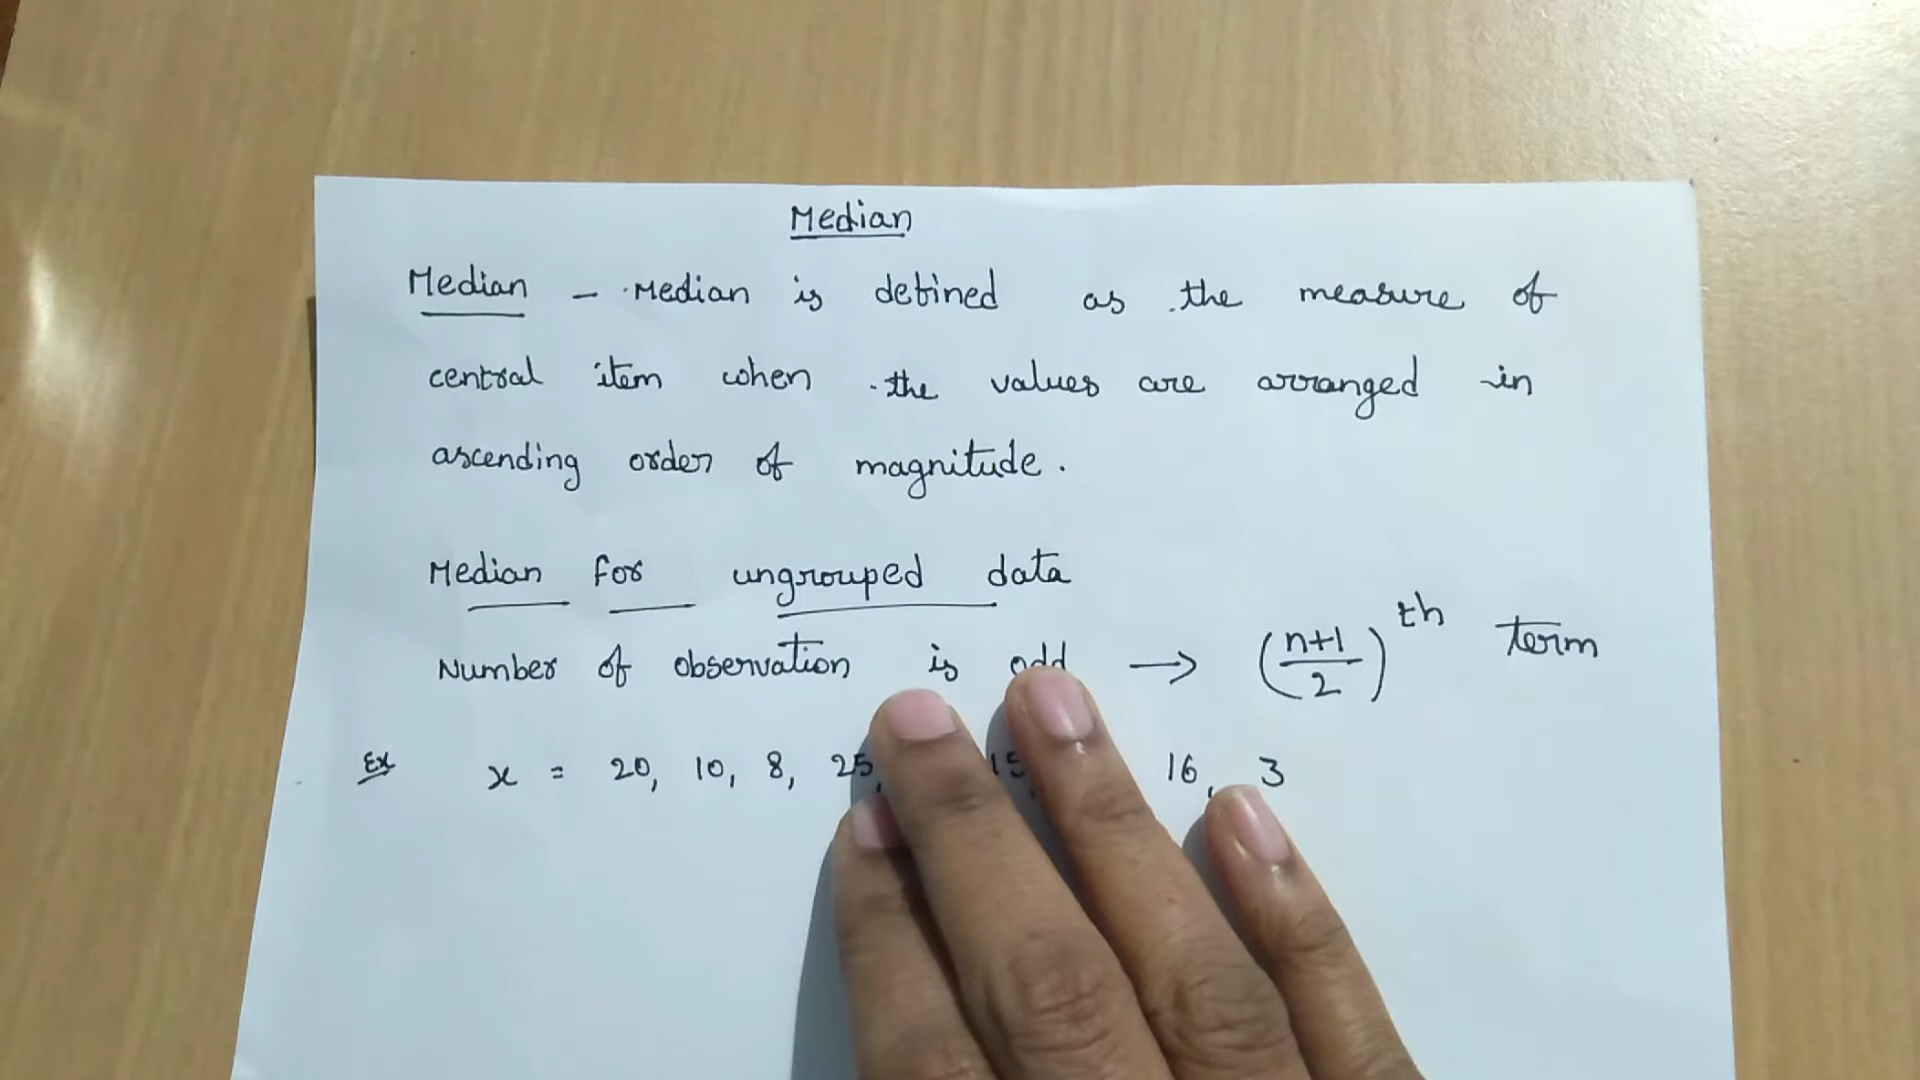 Median
Median - Median is defined as the measure of
central item when the values are arranged in
ascending order of magnitude.
Median for ungrouped data
Number of observation is odd → (n+1/2)th term
Ex x = 20, 10, 8, 25, 15, 16, 3